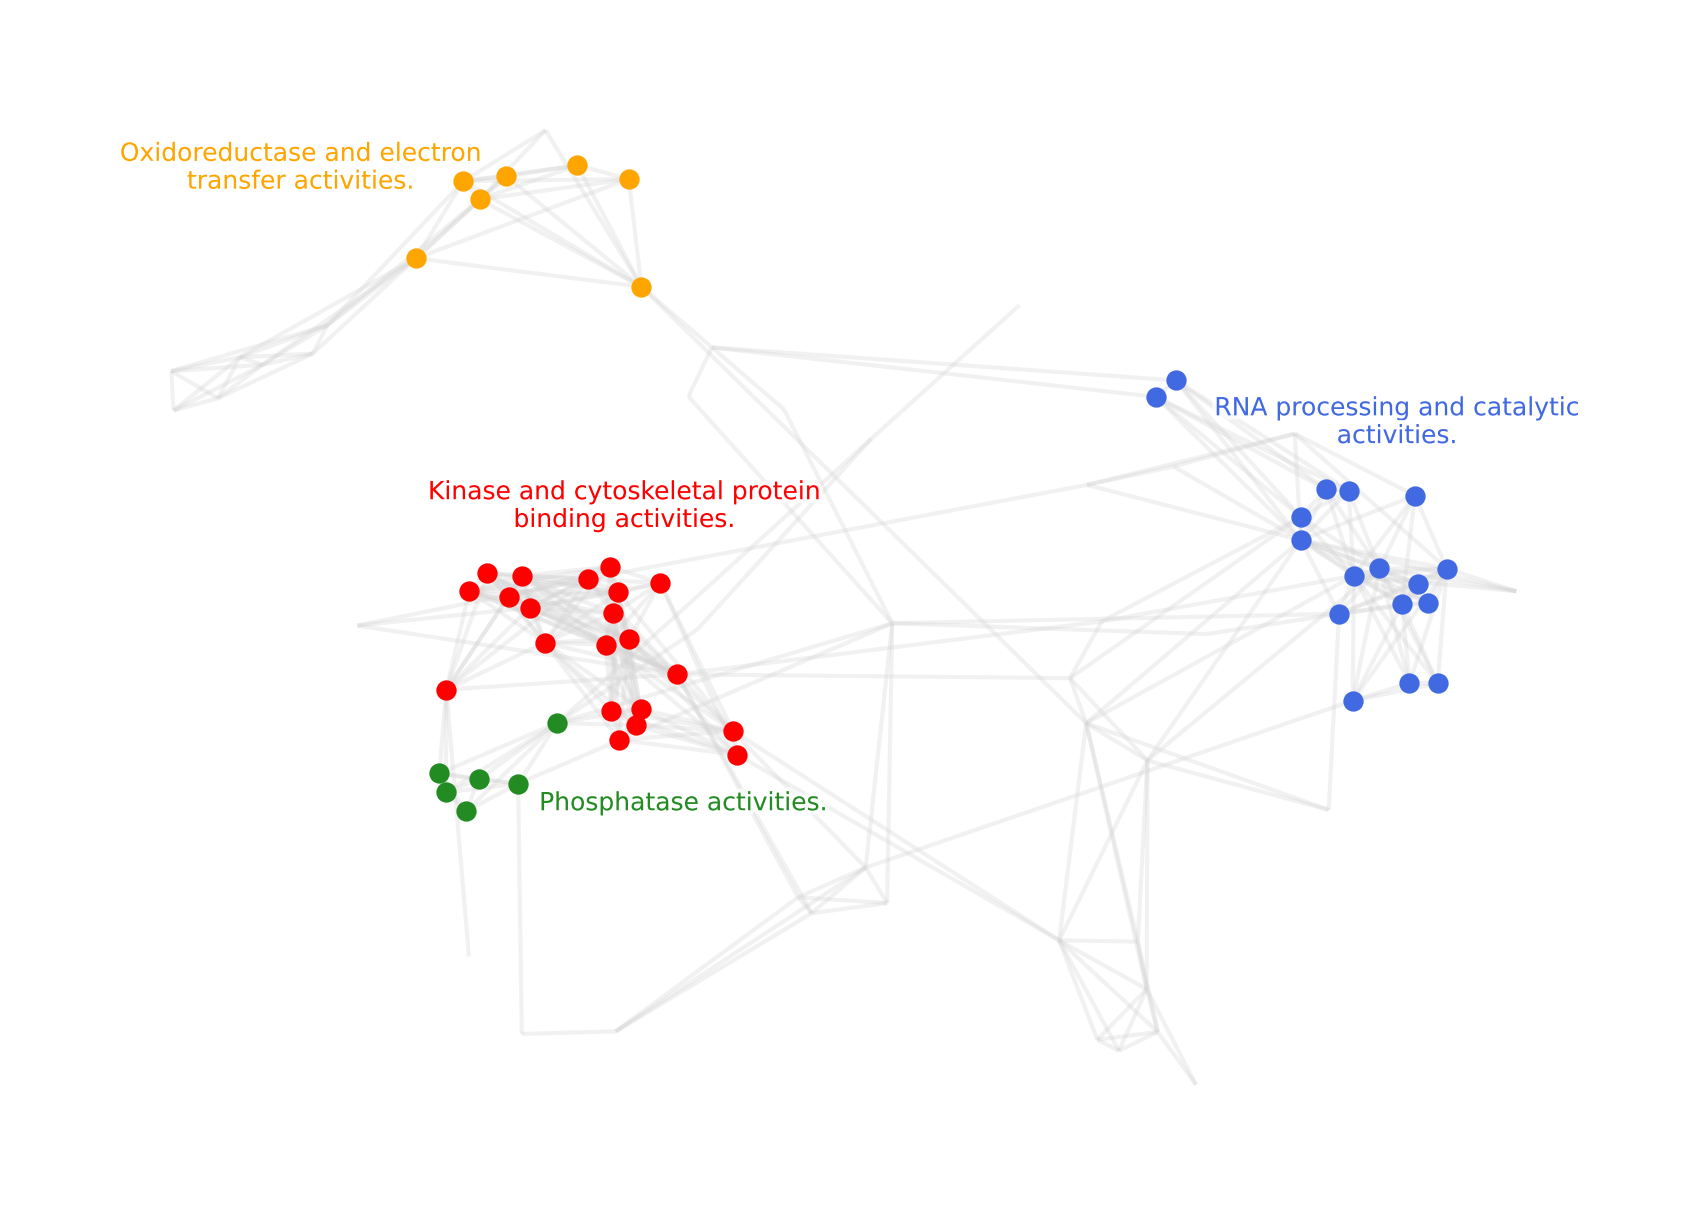 Oxidoreductase and electron
transfer activities.
RNA processing and catalytic
activities.
Kinase and cytoskeletal protein
binding activities.
Phosphatase activities.